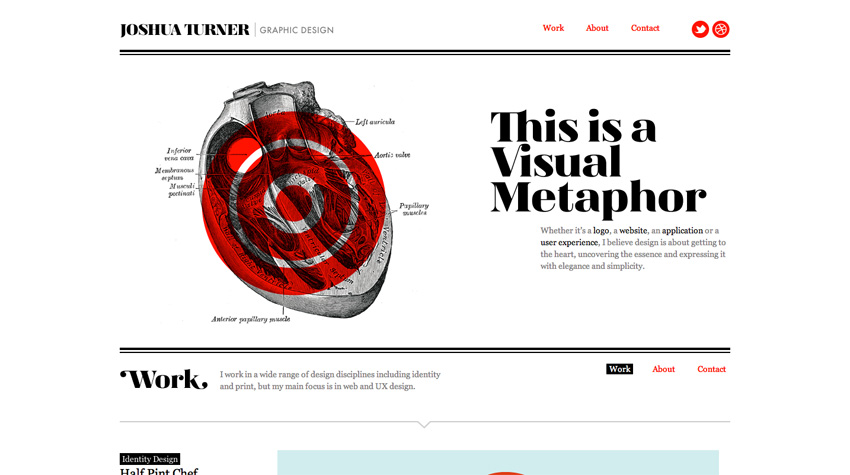 JOSHUA TURNER | GRAPHIC DESIGN
Work About Contact
Left auricula
Inferior
vena cava
Aortic valve
Membranous
septum
Musculi
pectinati
Papillary
muscles
Ventricle
Anterior papillary muscle
This is a
Visual
Metaphor
Whether it's a logo, a website, an application or a
user experience, I believe design is about getting to
the heart, uncovering the essence and expressing it
with elegance and simplicity.
Work.
I work in a wide range of design disciplines including identity
and print, but my main focus is in web and UX design.
Work About Contact
Identity Design
Half Pint Chef